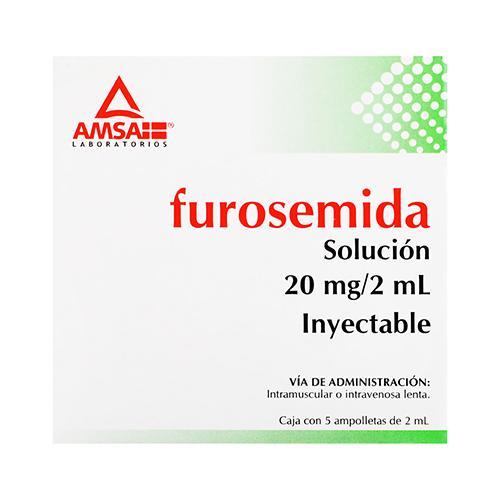 AMSA®
LABORATORIOS
furosemida
Solución
20 mg/2 mL
Inyectable
VÍA DE ADMINISTRACIÓN:
Intramuscular o intravenosa lenta.
Caja con 5 ampolletas de 2 mL